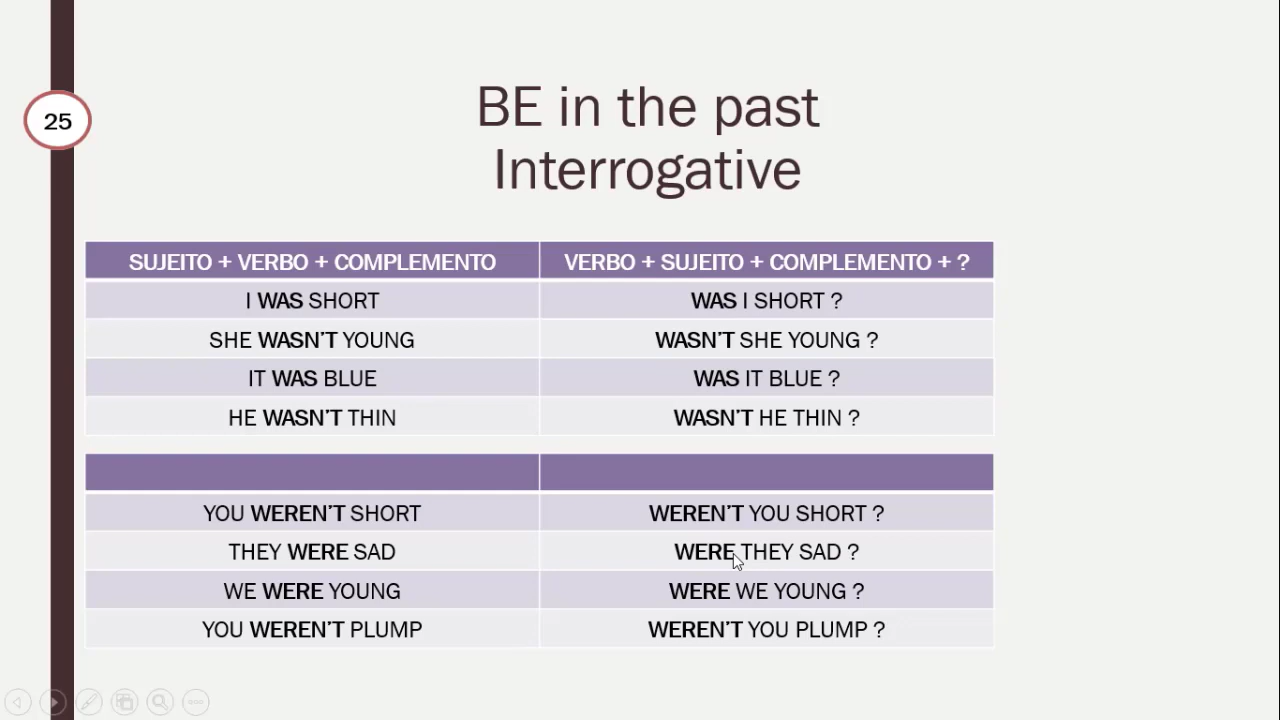 25
BE in the past
Interrogative
SUJEITO + VERBO + COMPLEMENTO VERBO + SUJEITO + COMPLEMENTO + ?
I WAS SHORT WAS I SHORT ?
SHE WASN'T YOUNG WASN'T SHE YOUNG ?
IT WAS BLUE WAS IT BLUE ?
HE WASN'T THIN WASN'T HE THIN ?
YOU WEREN'T SHORT WEREN'T YOU SHORT ?
THEY WERE SAD WERE THEY SAD ?
WE WERE YOUNG WERE WE YOUNG ?
YOU WEREN'T PLUMP WEREN'T YOU PLUMP ?